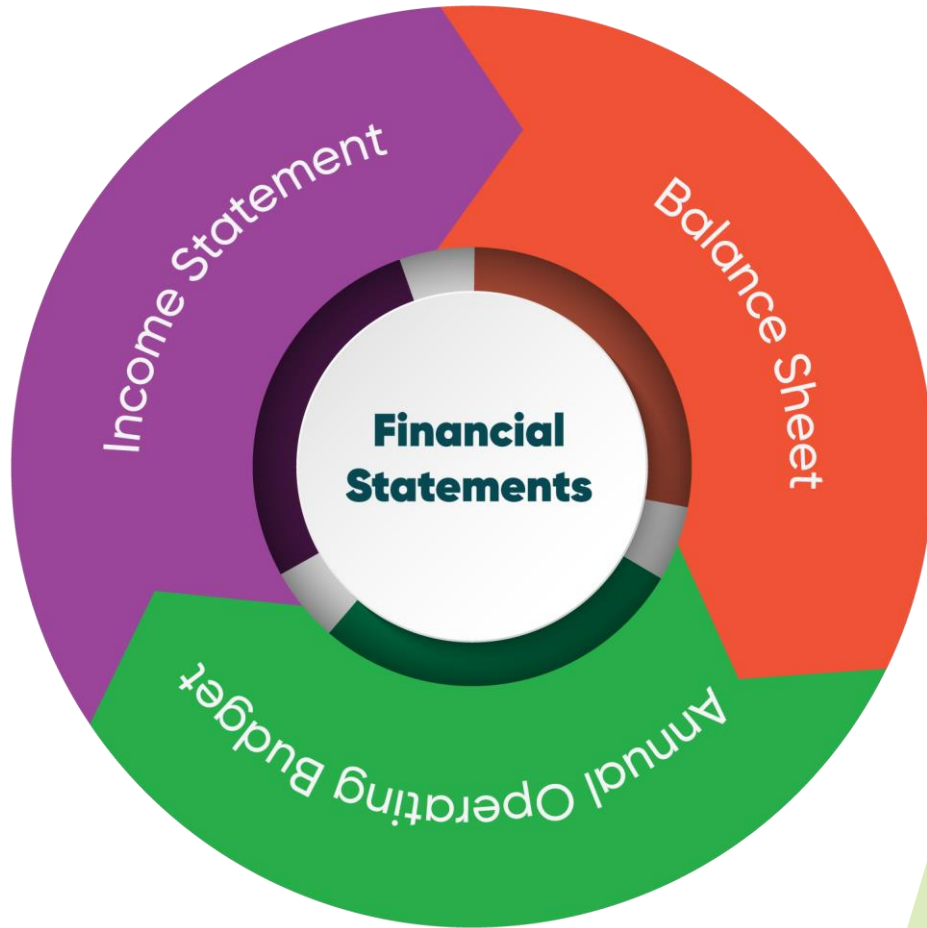 Income Statement
Balance Sheet
Financial
Statements
Annual Operating Budget